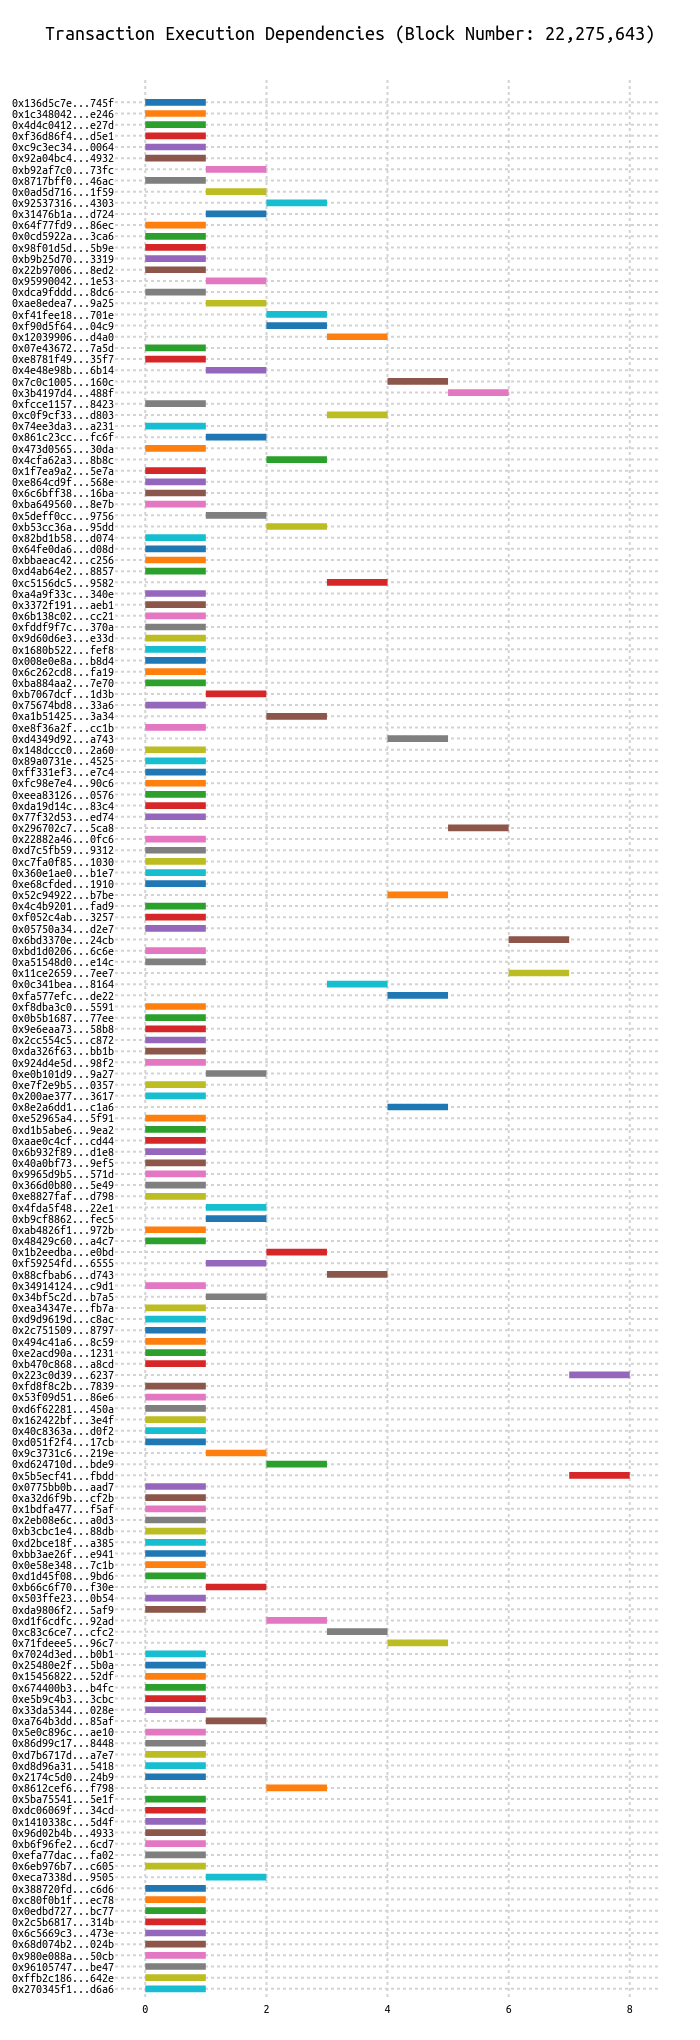 Transaction Execution Dependencies (Block Number: 22,275,643)
0x136d5c7e...745f
0x1c348042...e246
0x4d4c0412...e27d
0xf36d86f4...d5e1
0xc9c3ec34...0064
0x92a04bc4...4932
0xb92af7c0...73fc
0x8717bff0...46ac
0x0ad5d716...1f59
0x92537316...4303
0x31476b1a...d724
0x64f77fd9...86ec
0x0cd5922a...3ca6
0x98f01d5d...5b9e
0xb9b25d70...3319
0x22b97006...8ed2
0x95990042...1e53
0xdca9fddd...8dc6
0xae8edea7...9a25
0xf41fee18...701e
0xf90d5f64...04c9
0x12039906...d4a0
0x07e43672...7a5d
0xe8781f49...35f7
0x4e48e98b...6b14
0x7c0c1005...160c
0x3b4197d4...488f
0xfcce1157...8423
0xc0f9cf33...d803
0x74ee3da3...a231
0x861c23cc...fc6f
0x473d0565...30da
0x4cfa62a3...8b8c
0x1f7ea9a2...5e7a
0xe864cd9f...568e
0x6c6bff38...16ba
0xba649560...8e7b
0x5deff0cc...9756
0xb53cc36a...95dd
0x82bd1b58...d074
0x64fe0da6...d08d
0xbbaeac42...c256
0xd4ab64e2...8857
0xc5156dc5...9582
0xa4a9f33c...340e
0x3372f191...aeb1
0x6b138c02...cc21
0xfddf9f7c...370a
0x9d60d6e3...e33d
0x1680b522...fef8
0x008e0e8a...b8d4
0x6c262cd8...fa19
0xba884aa2...7e70
0xb7067dcf...1d3b
0x75674bd8...33a6
0xa1b51425...3a34
0xe8f36a2f...cc1b
0xd4349d92...a743
0x148dccc0...2a60
0x89a0731e...4525
0xff331ef3...e7c4
0xfc98e7e4...90c6
0xeea83126...0576
0xda19d14c...83c4
0x77f32d53...ed74
0x296702c7...5ca8
0x22882a46...0fc6
0xd7c5fb59...9312
0xc7fa0f85...1030
0x360e1ae0...b1e7
0xe68cfded...1910
0x52c94922...b7be
0x4c4b9201...fad9
0xf052c4ab...3257
0x05750a34...d2e7
0x6bd3370e...24cb
0xbd1d0206...6c6e
0xa51548d0...e14c
0x11ce2659...7ee7
0x0c341bea...8164
0xfa577efc...de22
0xf8dba3c0...5591
0x0b5b1687...77ee
0x9e6eaa73...58b8
0x2cc554c5...c872
0xda326f63...bb1b
0x924d4e5d...98f2
0xe0b101d9...9a27
0xe7f2e9b5...0357
0x200ae377...3617
0x8e2a6dd1...c1a6
0xe52965a4...5f91
0xd1b5abe6...9ea2
0xaae0c4cf...cd44
0x6b932f89...d1e8
0x40a0bf73...9ef5
0x9965d9b5...571d
0x366d0b80...5e49
0xe8827faf...d798
0x4fda5f48...22e1
0xb9cf8862...fec5
0xab4826f1...972b
0x48429c60...a4c7
0x1b2eedba...e0bd
0xf59254fd...6555
0x88cfbab6...d743
0x34914124...c9d1
0x34bf5c2d...b7a5
0xea34347e...fb7a
0xd9d9619d...c8ac
0x2c751509...8797
0x494c41a6...8c59
0xe2acd90a...1231
0xb470c868...a8cd
0x223c0d39...6237
0xfd8f8c2b...7839
0x53f09d51...86e6
0xd6f62281...450a
0x162422bf...3e4f
0x40c8363a...d0f2
0xd051f2f4...17cb
0x9c3731c6...219e
0xd624710d...bde9
0x5b5ecf41...fbdd
0x0775bb0b...aad7
0xa32d6f9b...cf2b
0x1bdfa477...f5af
0x2eb08e6c...a0d3
0xb3cbc1e4...88db
0xd2bce18f...a385
0xbb3ae26f...e941
0x0e58e348...7c1b
0xd1d45f08...9bd6
0xb66c6f70...f30e
0x503ffe23...0b54
0xda9806f2...5af9
0xd1f6cdfc...92ad
0xc83c6ce7...cfc2
0x71fdeee5...96c7
0x7024d3ed...b0b1
0x25480e2f...5b0a
0x15456822...52df
0x674400b3...b4fc
0xe5b9c4b3...3cbc
0x33da5344...028e
0xa764b3dd...85af
0x5e0c896c...ae10
0x86d99c17...8448
0xd7b6717d...a7e7
0xd8d96a31...5418
0x2174c5d0...24b9
0x8612cef6...f798
0x5ba75541...5e1f
0xdc06069f...34cd
0x1410338c...5d4f
0x96d02b4b...4933
0xb6f96fe2...6cd7
0xefa77dac...fa02
0x6eb976b7...c605
0xeca7338d...9505
0x388720fd...c6d6
0xc80f0b1f...ec78
0x0edbd727...bc77
0x2c5b6817...314b
0x6c5669c3...473e
0x68d074b2...024b
0x980e088a...50cb
0x96105747...be47
0xffb2c186...642e
0x270345f1...d6a6
0 2 4 6 8